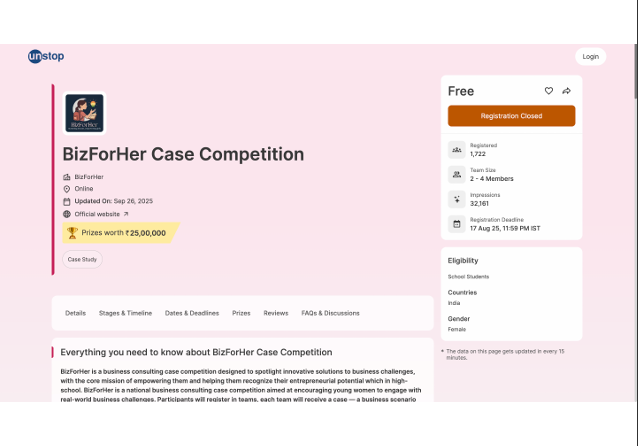 unstop
Login
BizForHer
BizForHer Case Competition
BizForHer
Online
Updated On: Sep 26, 2025
Official website
Prizes worth ₹25,00,000
Case Study
Free
Registration Closed
Registered
1,722
Team Size
2 - 4 Members
Impressions
32,161
Registration Deadline
17 Aug 25, 11:59 PM IST
Eligibility
School Students
Countries
India
Gender
Female
* The data on this page gets updated in every 15
minutes.
Details Stages & Timeline Dates & Deadlines Prizes Reviews FAQs & Discussions
Everything you need to know about BizForHer Case Competition
BizForHer is a business consulting case competition designed to spotlight innovative solutions to business challenges,
with the core mission of empowering them and helping them recognize their entrepreneurial potential which in high-
school. BizForHer is a national business consulting case competition aimed at encouraging young women to engage with
real-world business challenges. Participants will register in teams, each team will receive a case — a business scenario